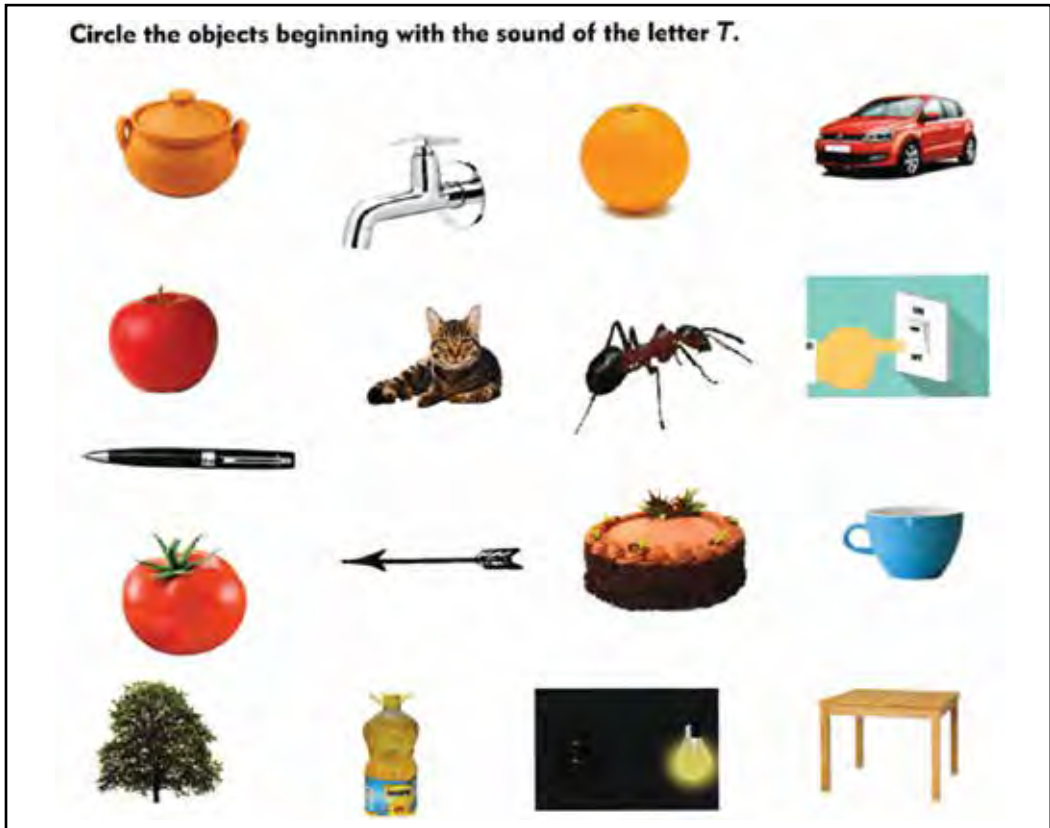 Circle the objects beginning with the sound of the letter T.